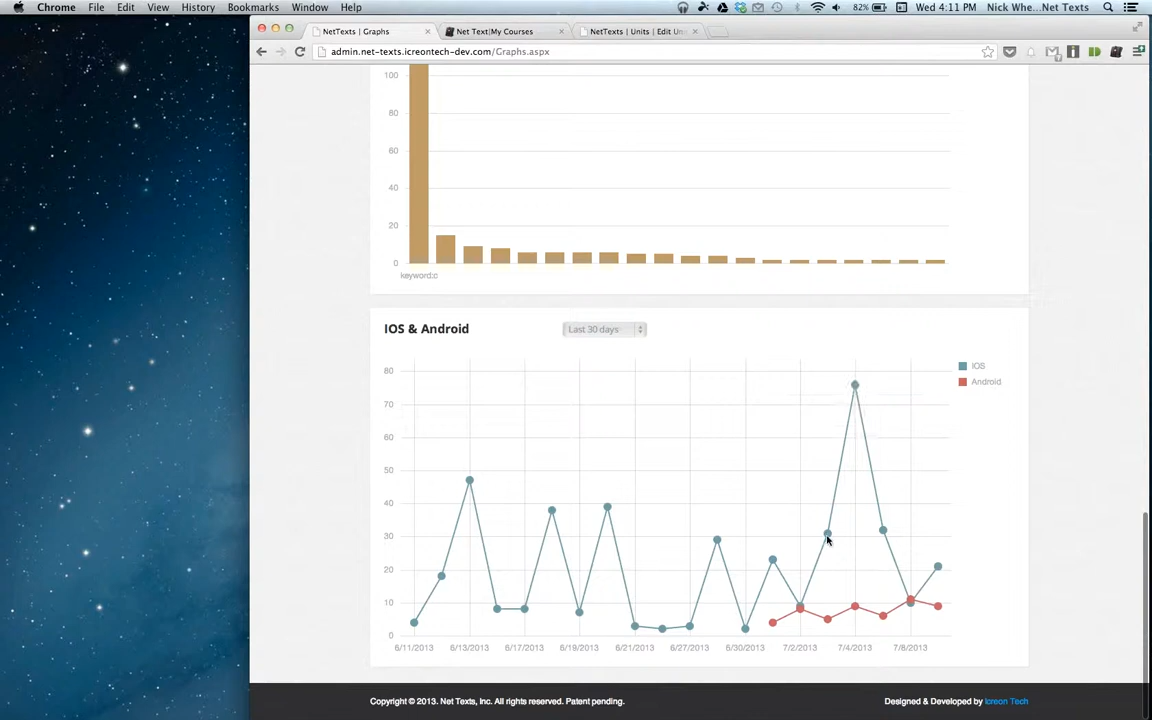 Chrome File Edit View History Bookmarks Window Help 82% Wed 4:11 PM Nick Whe...Net Texts
NetTexts | Graphs Net Text|My Courses NetTexts | Units | Edit Un
admin.net-texts.icreontech-dev.com/Graphs.aspx
100
80
60
40
20
0
keyword:c
IOS & Android Last 30 days
80
70
60
50
40
30
20
10
0
IOS
Android
6/11/2013 6/13/2013 6/17/2013 6/19/2013 6/21/2013 6/27/2013 6/30/2013 7/2/2013 7/4/2013 7/8/2013
Copyright © 2013. Net Texts, Inc. All rights reserved. Patent pending. Designed & Developed by Icreon Tech